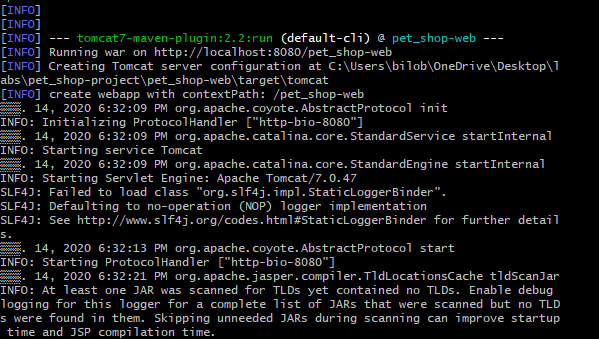 [INFO]
[INFO]
[INFO] --- tomcat7-maven-plugin:2.2:run (default-cli) @ pet_shop-web ---
[INFO] Running war on http://localhost:8080/pet_shop-web
[INFO] Creating Tomcat server configuration at C:\Users\bilob\OneDrive\Desktop\l
abs\pet_shop-project\pet_shop-web\target\tomcat
[INFO] create webapp with contextPath: /pet_shop-web
▒▒▒. 14, 2020 6:32:09 PM org.apache.coyote.AbstractProtocol init
INFO: Initializing ProtocolHandler ["http-bio-8080"]
▒▒▒. 14, 2020 6:32:09 PM org.apache.catalina.core.StandardService startInternal
INFO: Starting service Tomcat
▒▒▒. 14, 2020 6:32:09 PM org.apache.catalina.core.StandardEngine startInternal
INFO: Starting Servlet Engine: Apache Tomcat/7.0.47
SLF4J: Failed to load class "org.slf4j.impl.StaticLoggerBinder".
SLF4J: Defaulting to no-operation (NOP) logger implementation
SLF4J: See http://www.slf4j.org/codes.html#StaticLoggerBinder for further detail
s.
▒▒▒. 14, 2020 6:32:13 PM org.apache.coyote.AbstractProtocol start
INFO: Starting ProtocolHandler ["http-bio-8080"]
▒▒▒. 14, 2020 6:32:21 PM org.apache.jasper.compiler.TldLocationsCache tldScanJar
INFO: At least one JAR was scanned for TLDs yet contained no TLDs. Enable debug
logging for this logger for a complete list of JARs that were scanned but no TLD
s were found in them. Skipping unneeded JARs during scanning can improve startup
 time and JSP compilation time.